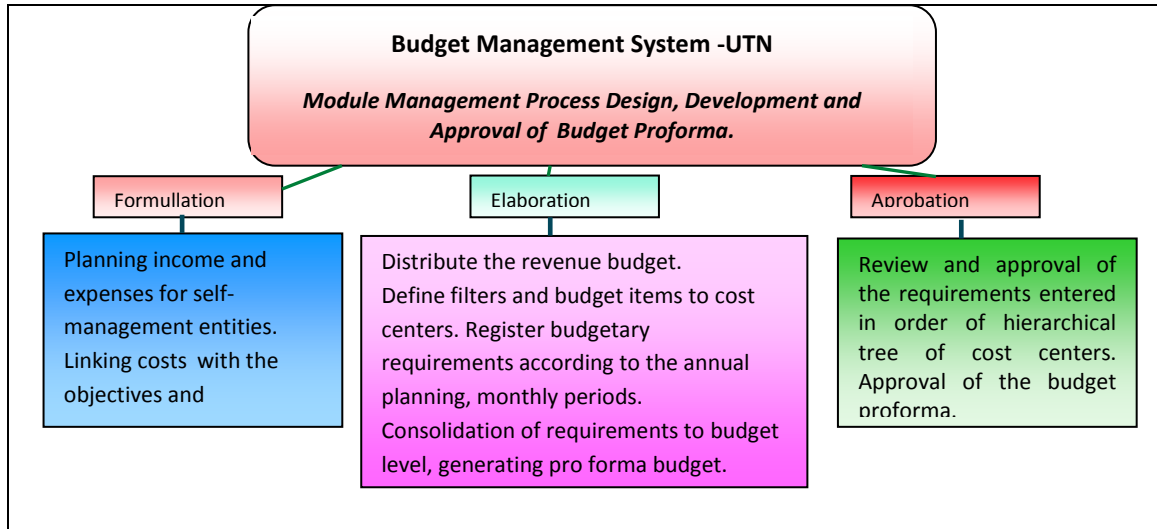 Budget Management System -UTN
Module Management Process Design, Development and
Approval of Budget Proforma.
Formullation
Planning income and
expenses for self-
management entities.
Linking costs with the
objectives and
Elaboration
Distribute the revenue budget.
Define filters and budget items to cost
centers. Register budgetary
requirements according to the annual
planning, monthly periods.
Consolidation of requirements to budget
level, generating pro forma budget.
Aprobation
Review and approval of
the requirements entered
in order of hierarchical
tree of cost centers.
Approval of the budget
proforma.